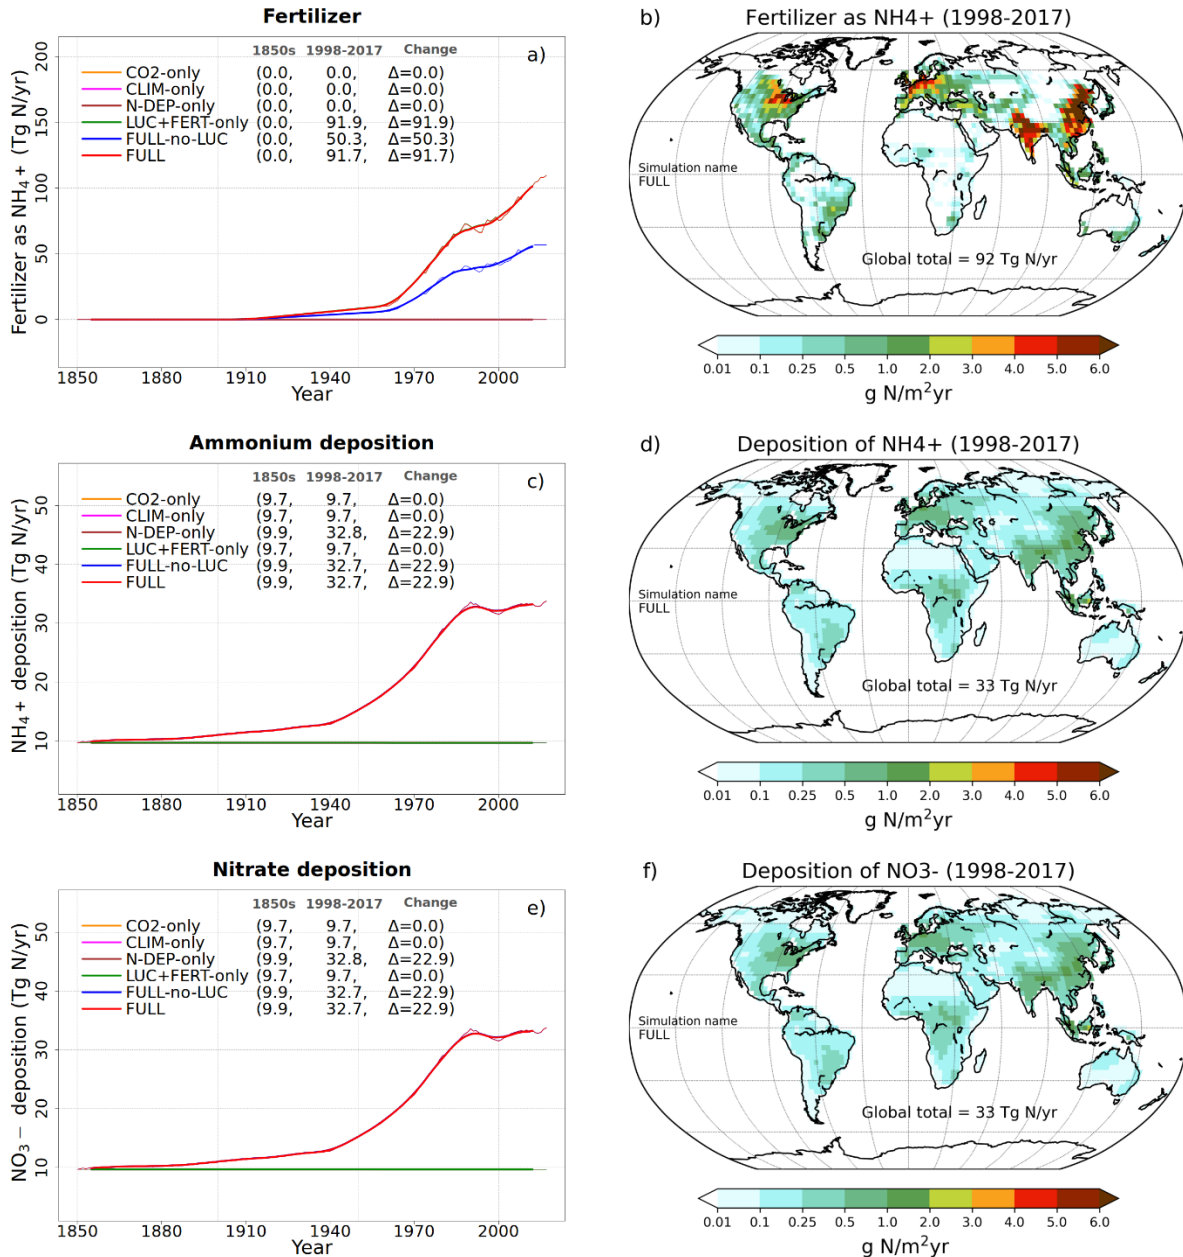 Fertilizer
a)
1850s 1998-2017 Change
CO2-only (0.0, 0.0, Δ=0.0)
CLIM-only (0.0, 0.0, Δ=0.0)
N-DEP-only (0.0, 0.0, Δ=0.0)
LUC+FERT-only (0.0, 91.9, Δ=91.9)
FULL-no-LUC (0.0, 50.3, Δ=50.3)
FULL (0.0, 91.7, Δ=91.7)
Fertilizer as NH₄+ (Tg N/yr)
200
150
100
50
0
1850 1880 1910 1940 1970 2000
Year
b) Fertilizer as NH4+ (1998-2017)
Simulation name
FULL
Global total = 92 Tg N/yr
0.01 0.1 0.25 0.5 1.0 2.0 3.0 4.0 5.0 6.0
g N/m²yr
Ammonium deposition
c)
1850s 1998-2017 Change
CO2-only (9.7, 9.7, Δ=0.0)
CLIM-only (9.7, 9.7, Δ=0.0)
N-DEP-only (9.9, 32.8, Δ=22.9)
LUC+FERT-only (9.7, 9.7, Δ=0.0)
FULL-no-LUC (9.9, 32.7, Δ=22.9)
FULL (9.9, 32.7, Δ=22.9)
NH₄+ deposition (Tg N/yr)
50
40
30
20
10
1850 1880 1910 1940 1970 2000
Year
d) Deposition of NH4+ (1998-2017)
Simulation name
FULL
Global total = 33 Tg N/yr
0.01 0.1 0.25 0.5 1.0 2.0 3.0 4.0 5.0 6.0
g N/m²yr
Nitrate deposition
e)
1850s 1998-2017 Change
CO2-only (9.7, 9.7, Δ=0.0)
CLIM-only (9.7, 9.7, Δ=0.0)
N-DEP-only (9.9, 32.8, Δ=22.9)
LUC+FERT-only (9.7, 9.7, Δ=0.0)
FULL-no-LUC (9.9, 32.7, Δ=22.9)
FULL (9.9, 32.7, Δ=22.9)
NO₃− deposition (Tg N/yr)
50
40
30
20
10
1850 1880 1910 1940 1970 2000
Year
f) Deposition of NO3- (1998-2017)
Simulation name
FULL
Global total = 33 Tg N/yr
0.01 0.1 0.25 0.5 1.0 2.0 3.0 4.0 5.0 6.0
g N/m²yr